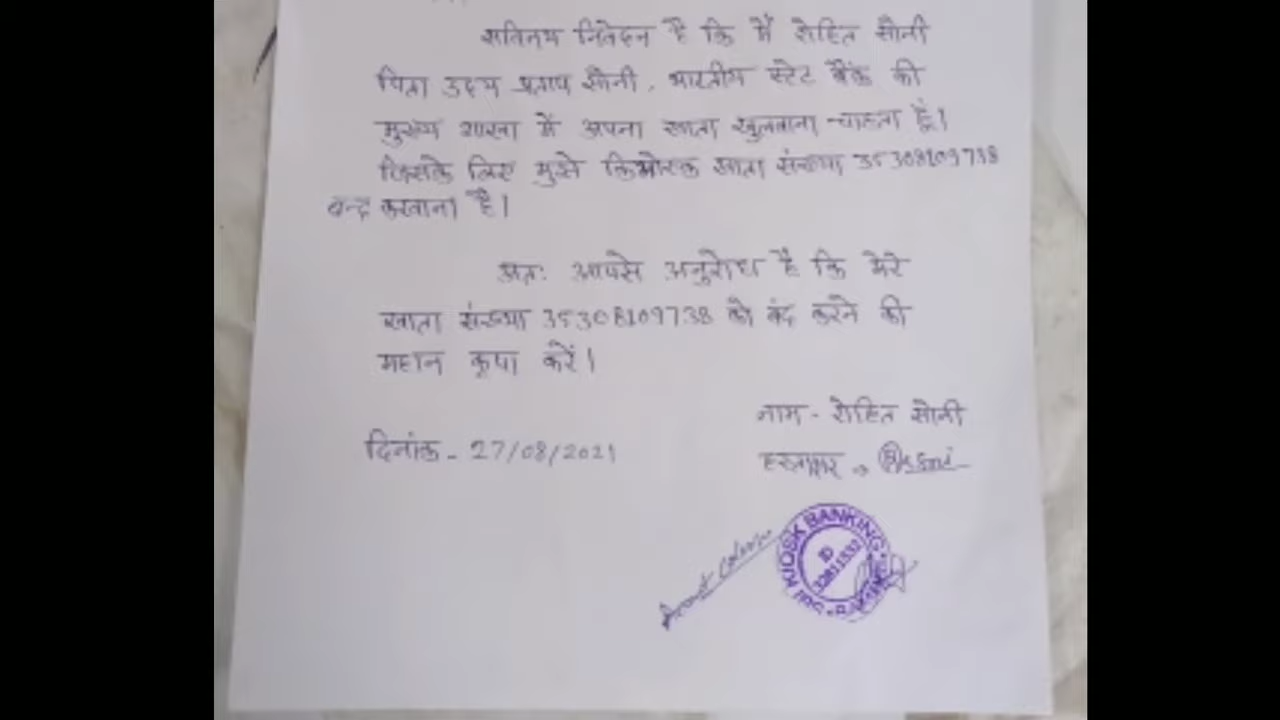 सविनय निवेदन है कि मैं रोहित सोनी
पिता उदय प्रताप सोनी, भारतीय स्टेट बैंक की
मुख्य शाखा में अपना खाता खुलवाना चाहता हूँ।
जिसके लिए मुझे किओस्क खाता संख्या 35308109738
बन्द करवाना है।
अतः आपसे अनुरोध है कि मेरे
खाता संख्या 35308109738 को बंद करने की
महान कृपा करें।
नाम - रोहित सोनी
दिनांक - 27/08/2021
हस्ताक्षर →
KIOSK BANKING
ID